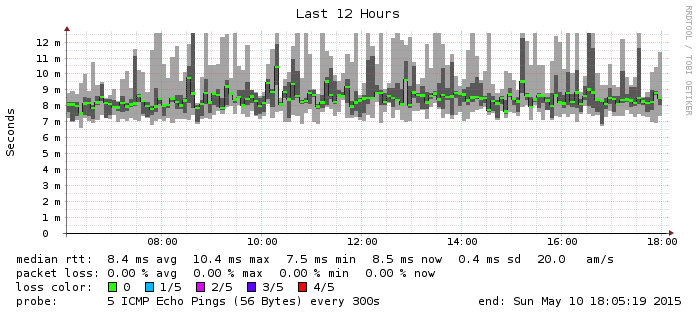 Last 12 Hours
RRDTOOL / TOBI OETIKER
Seconds
12 m
11 m
10 m
9 m
8 m
7 m
6 m
5 m
4 m
3 m
2 m
1 m
0
08:00 10:00 12:00 14:00 16:00 18:00
median rtt: 8.4 ms avg 10.4 ms max 7.5 ms min 8.5 ms now 0.4 ms sd 20.0 am/s
packet loss: 0.00 % avg 0.00 % max 0.00 % min 0.00 % now
loss color: 0 1/5 2/5 3/5 4/5
probe: 5 ICMP Echo Pings (56 Bytes) every 300s end: Sun May 10 18:05:19 2015